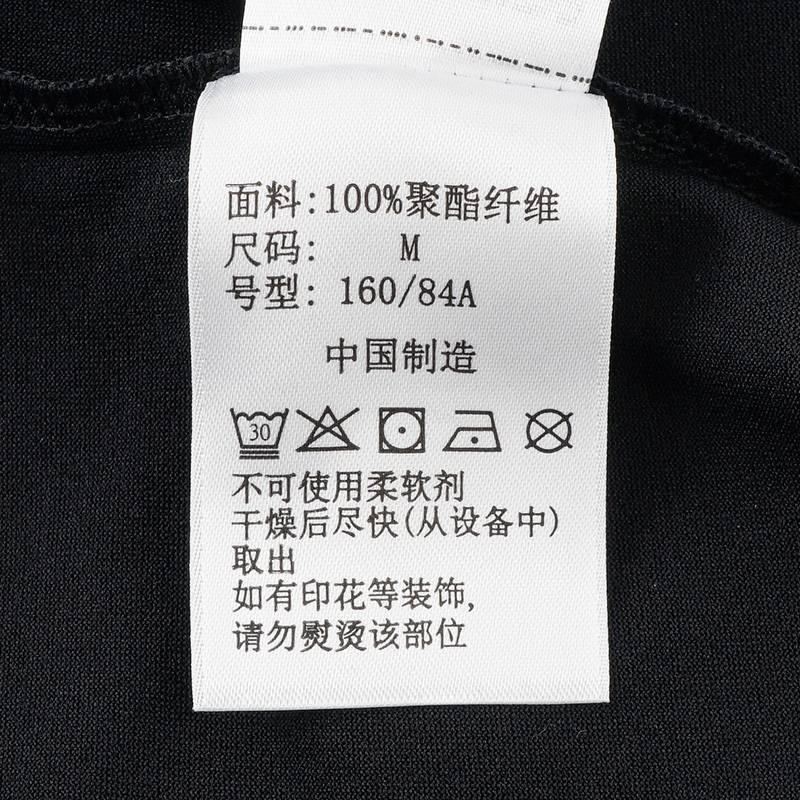 面料:100%聚酯纤维
尺码: M
号型: 160/84A
中国制造
30
不可使用柔软剂
干燥后尽快(从设备中)
取出
如有印花等装饰,
请勿熨烫该部位